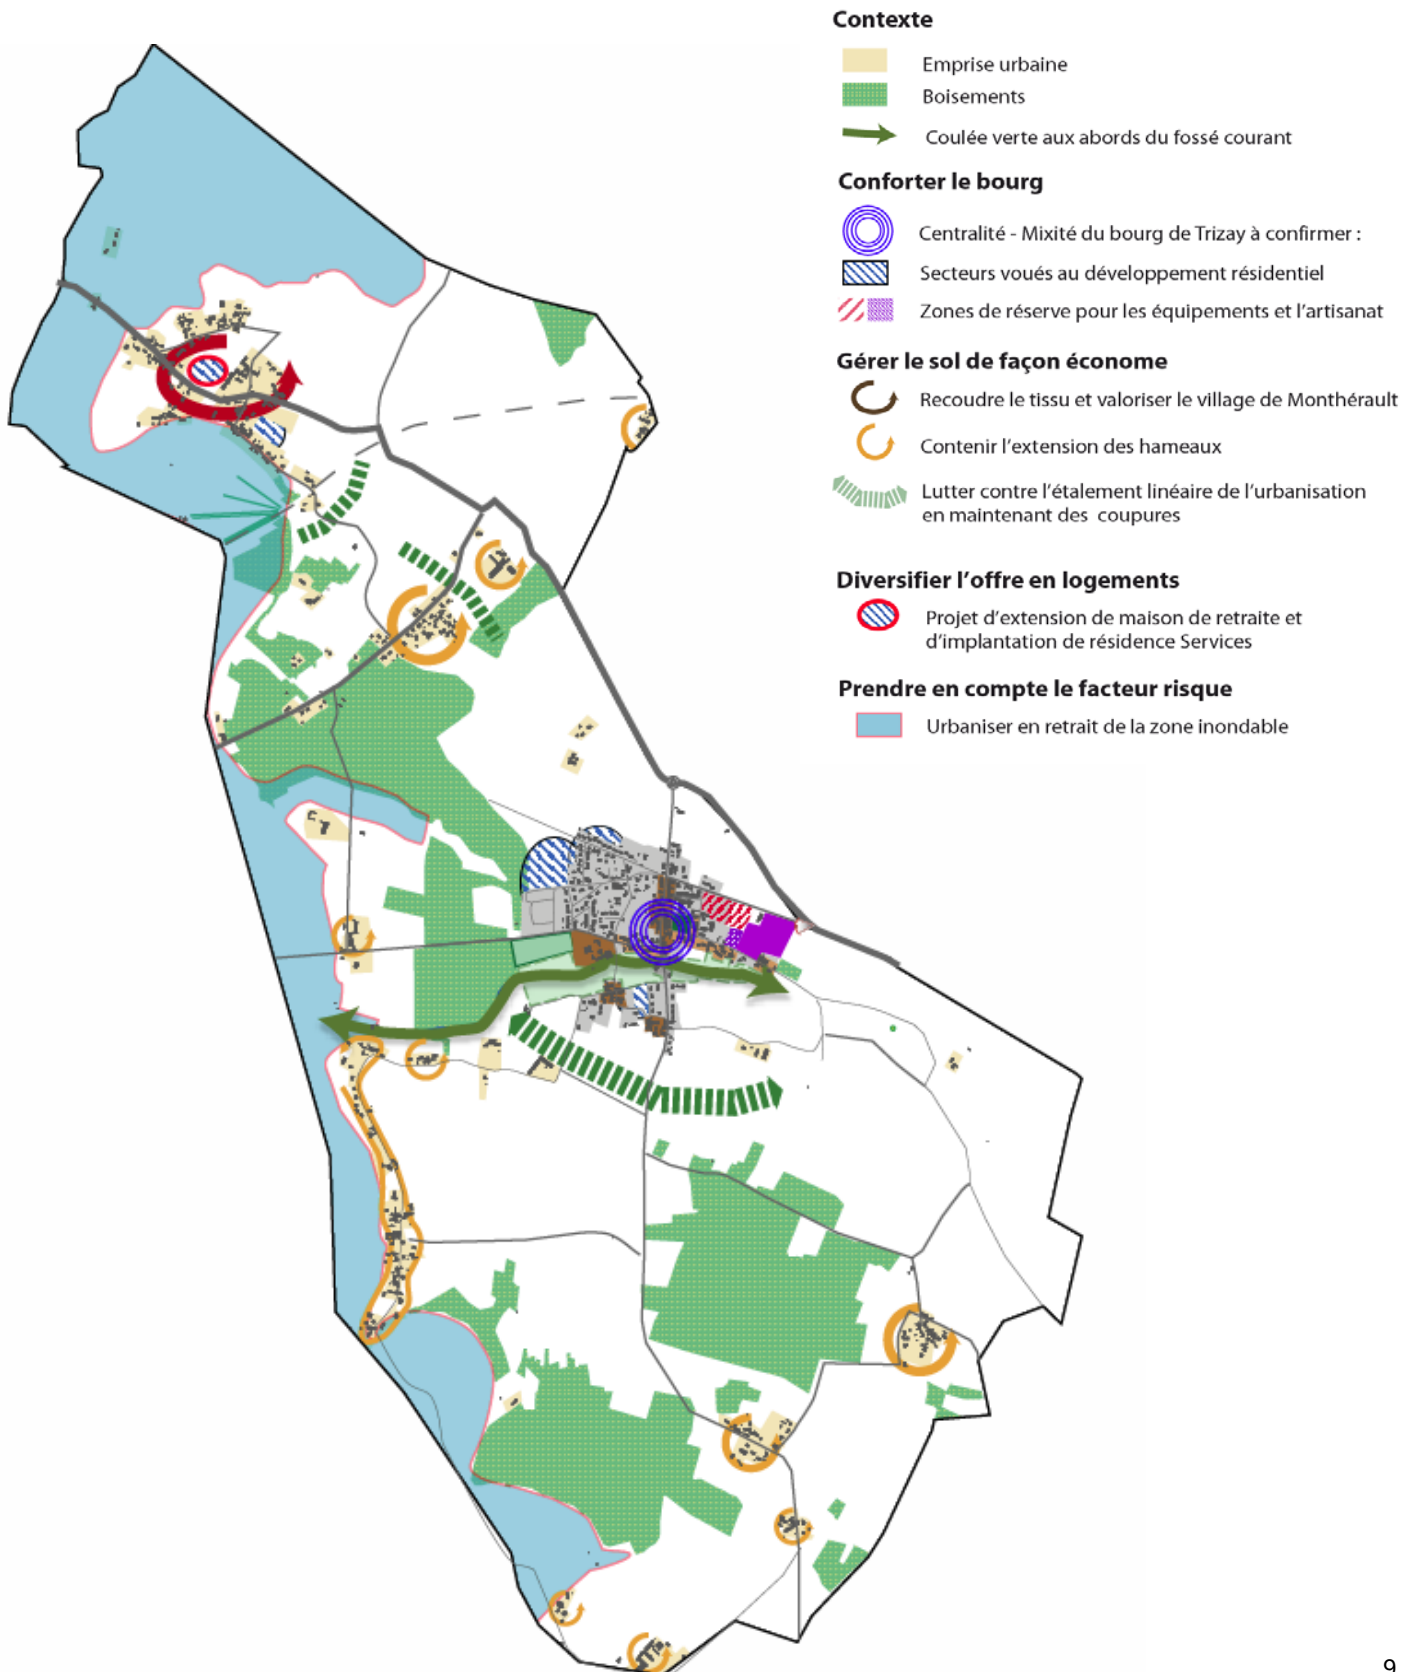 Contexte
Emprise urbaine
Boisements
Coulée verte aux abords du fossé courant
Conforter le bourg
Centralité - Mixité du bourg de Trizay à confirmer :
Secteurs voués au développement résidentiel
Zones de réserve pour les équipements et l'artisanat
Gérer le sol de façon économe
Recoudre le tissu et valoriser le village de Monthérault
Contenir l'extension des hameaux
Lutter contre l'étalement linéaire de l'urbanisation
en maintenant des coupures
Diversifier l'offre en logements
Projet d'extension de maison de retraite et
d'implantation de résidence Services
Prendre en compte le facteur risque
Urbaniser en retrait de la zone inondable
9